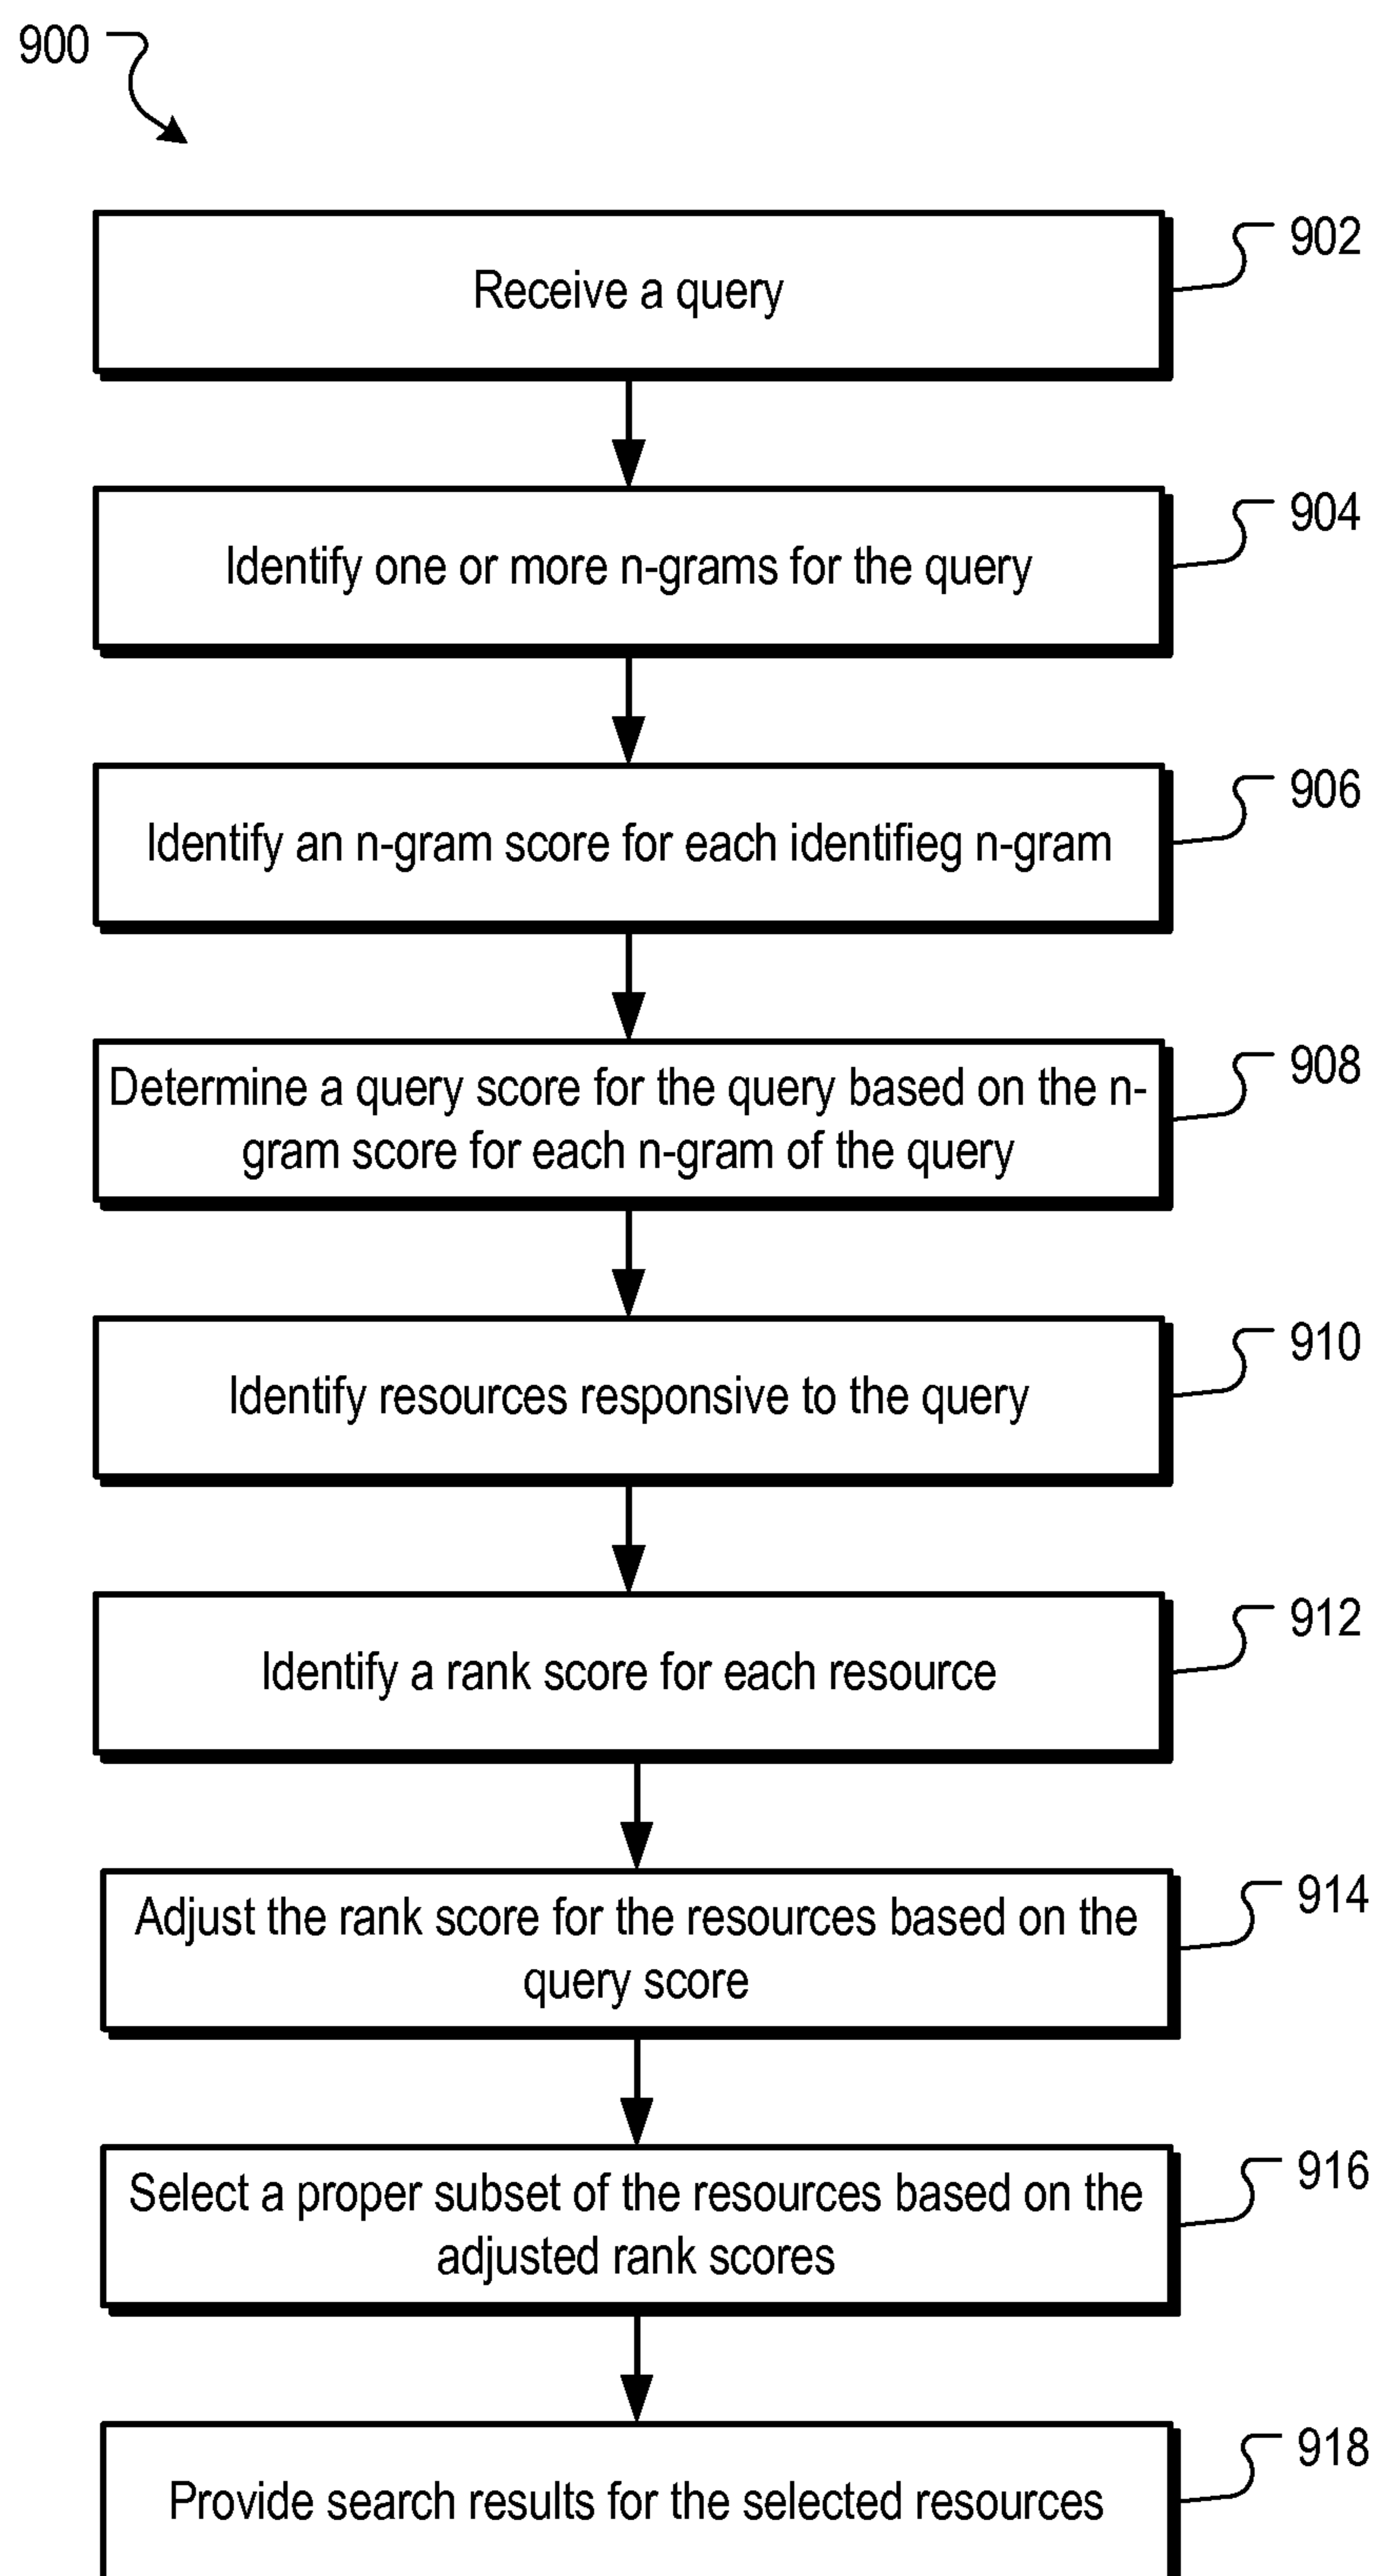 900
Receive a query
902
Identify one or more n-grams for the query
904
Identify an n-gram score for each identifieg n-gram
906
Determine a query score for the query based on the n-
gram score for each n-gram of the query
908
Identify resources responsive to the query
910
Identify a rank score for each resource
912
Adjust the rank score for the resources based on the
query score
914
Select a proper subset of the resources based on the
adjusted rank scores
916
Provide search results for the selected resources
918